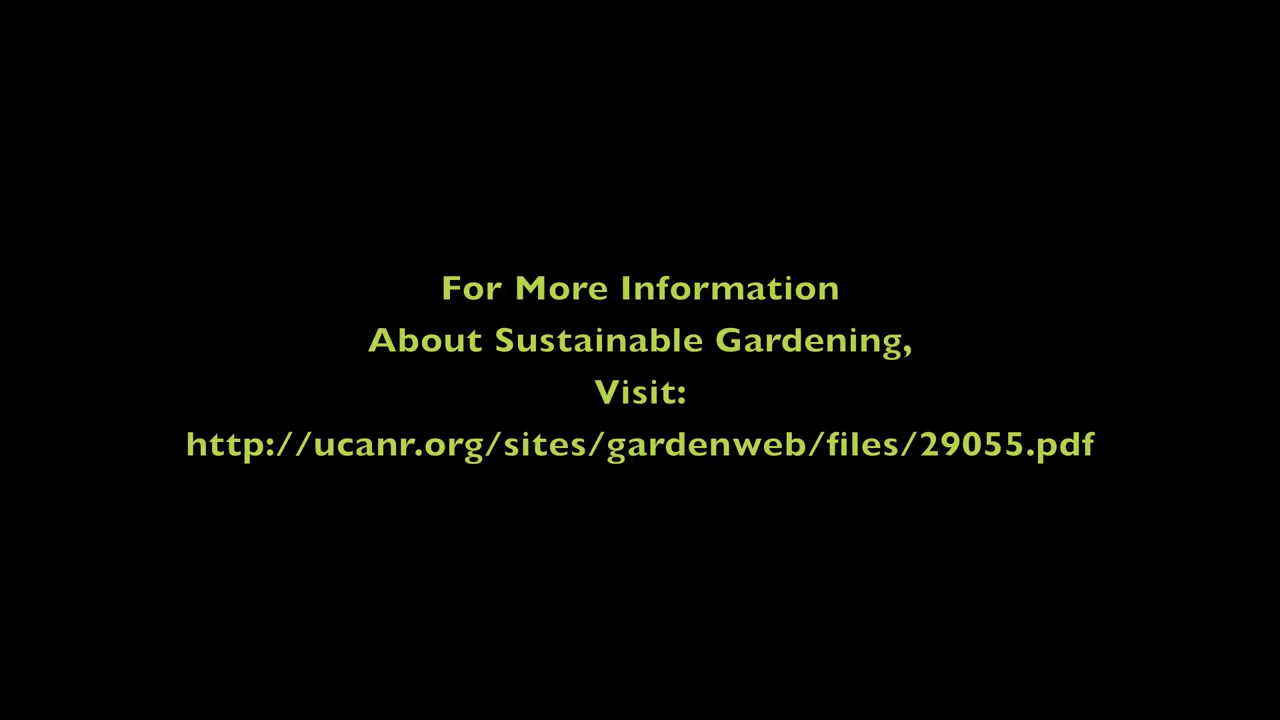 For More Information
About Sustainable Gardening,
Visit:
http://ucanr.org/sites/gardenweb/files/29055.pdf